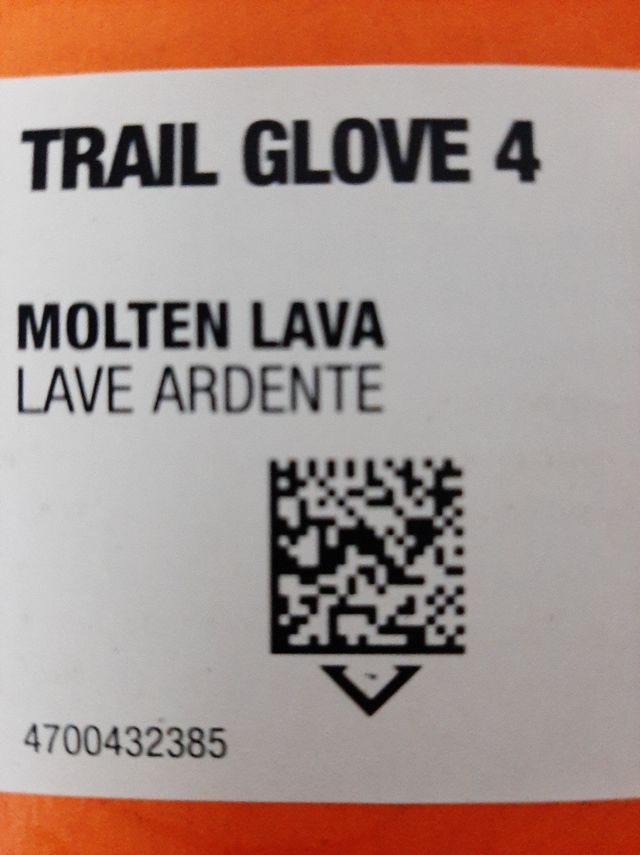 TRAIL GLOVE 4
MOLTEN LAVA
LAVE ARDENTE
4700432385